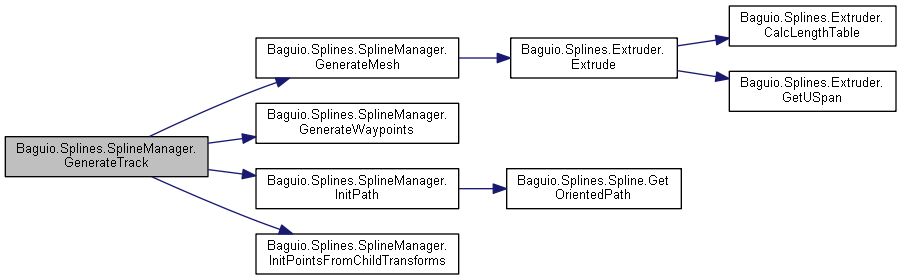 Baguio.Splines.SplineManager.
GenerateTrack
Baguio.Splines.SplineManager.
GenerateMesh
Baguio.Splines.Extruder.
Extrude
Baguio.Splines.Extruder.
CalcLengthTable
Baguio.Splines.Extruder.
GetUSpan
Baguio.Splines.SplineManager.
GenerateWaypoints
Baguio.Splines.SplineManager.
InitPath
Baguio.Splines.Spline.Get
OrientedPath
Baguio.Splines.SplineManager.
InitPointsFromChildTransforms